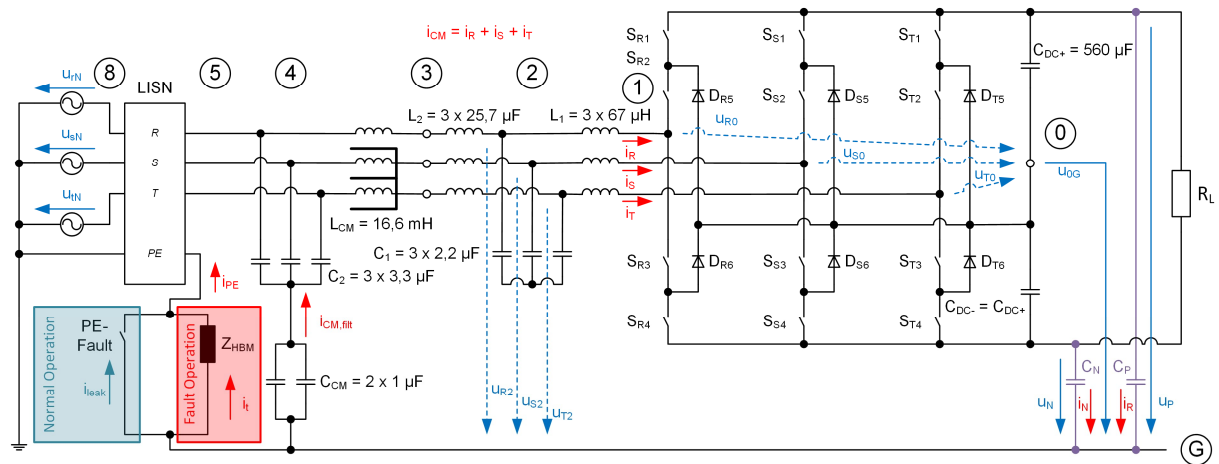 i_CM = i_R + i_S + i_T
8
LISN
5
4
3
2
1
0
u_rN
u_sN
u_tN
R
S
T
PE
L_2 = 3 x 25,7 µF
L_1 = 3 x 67 µH
i_R
i_S
i_T
L_CM = 16,6 mH
C_1 = 3 x 2,2 µF
C_2 = 3 x 3,3 µF
S_R1
S_R2
S_S1
S_S2
S_T1
S_T2
C_DC+ = 560 µF
D_R5
D_S5
D_T5
u_R0
u_S0
u_T0
u_0G
R_L
S_R3
S_R4
S_S3
S_S4
S_T3
S_T4
D_R6
D_S6
D_T6
C_DC- = C_DC+
i_PE
i_CM,filt
Normal Operation
PE-
Fault
i_leak
Fault Operation
Z_HBM
i_t
C_CM = 2 x 1 µF
u_R2
u_S2
u_T2
C_N
C_P
u_N
i_N
i_R
u_P
G